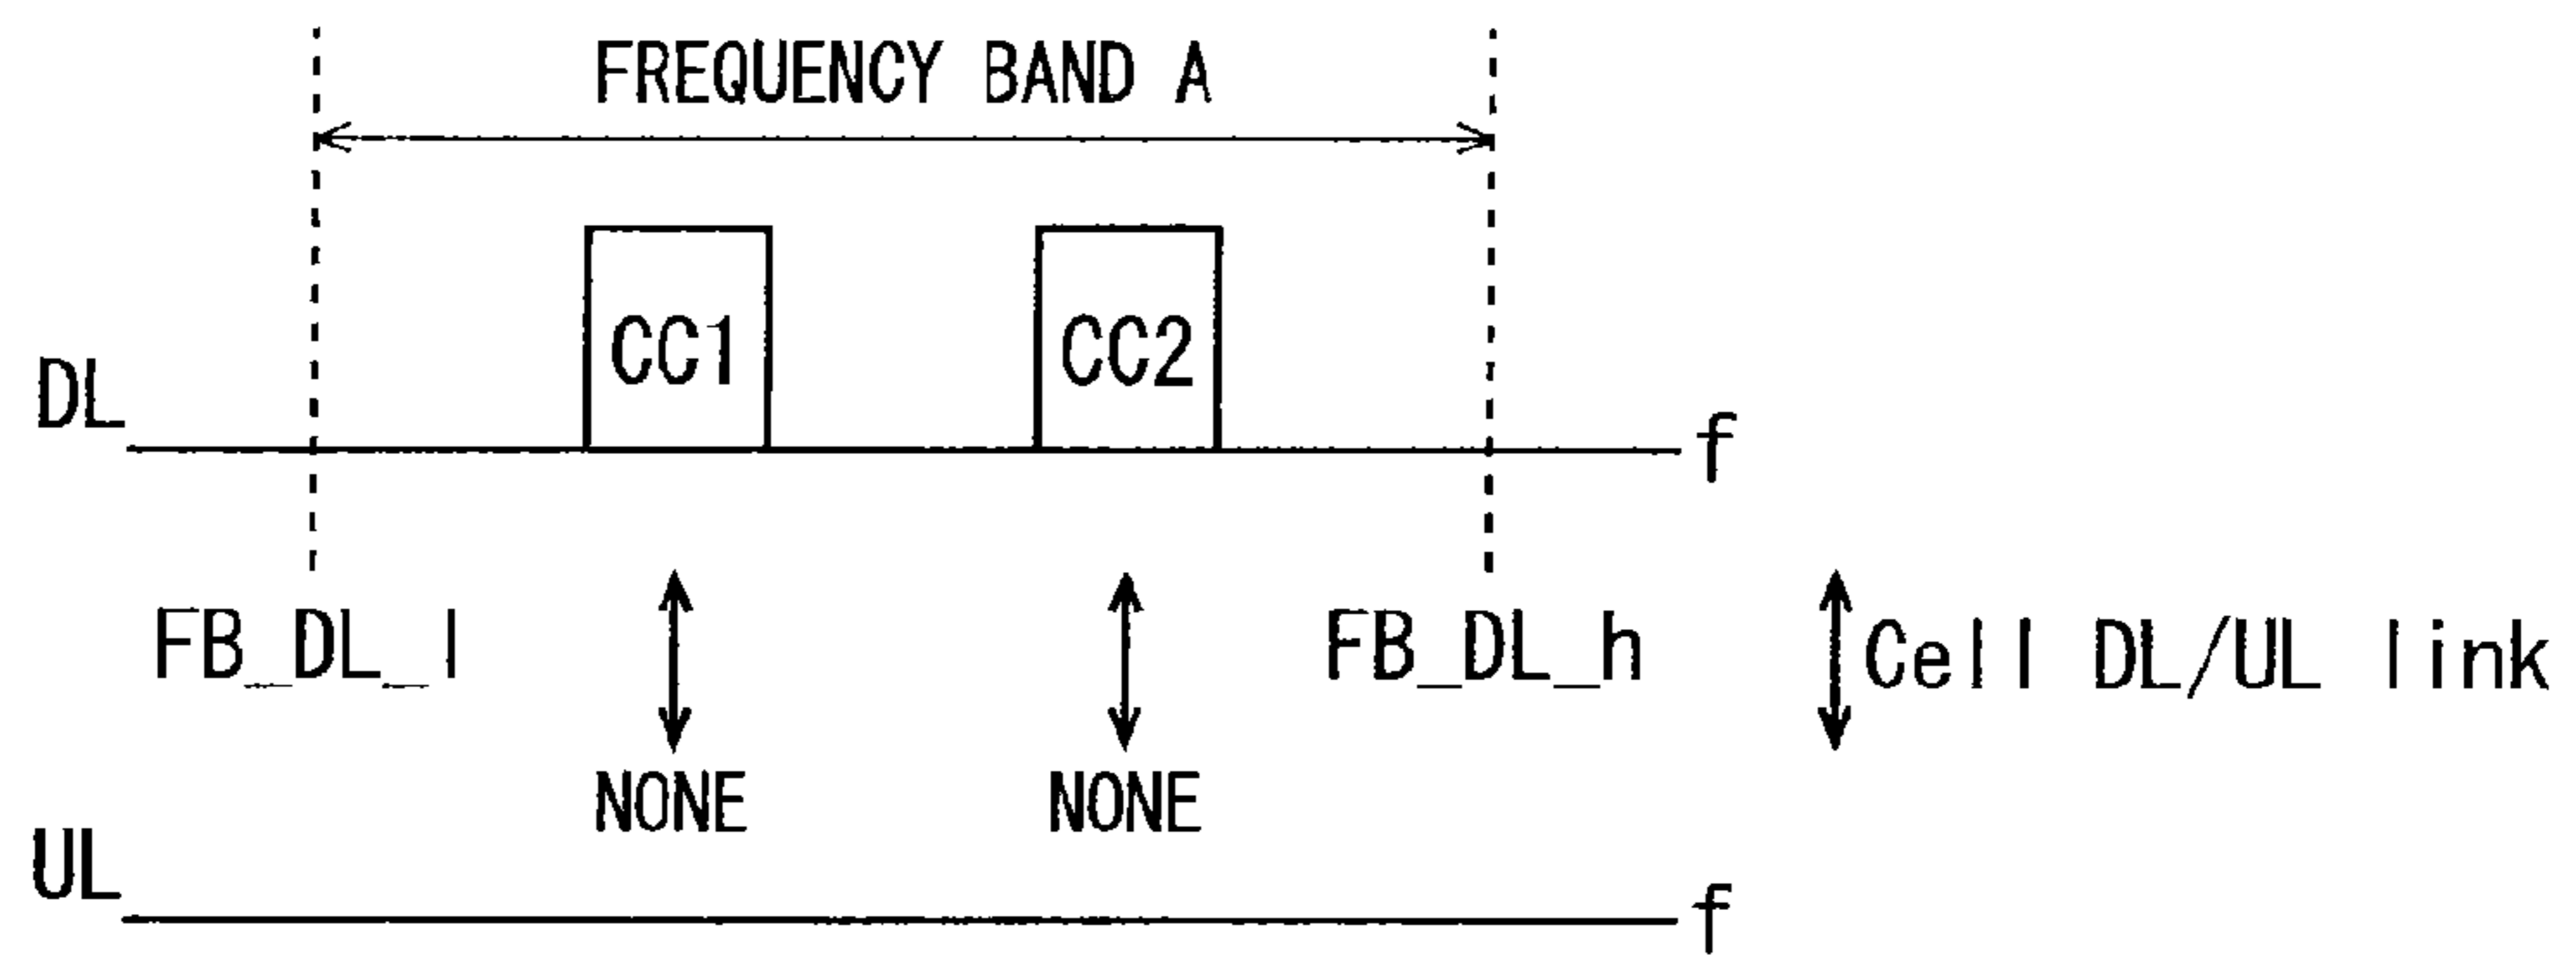 FREQUENCY BAND A
CC1 CC2
DL f
FB_DL_l FB_DL_h Cell DL/UL link
NONE NONE
UL f